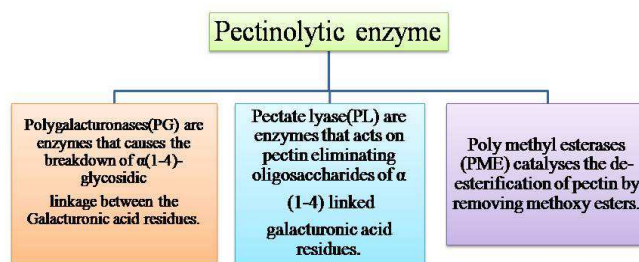 Pectinolytic enzyme
Polygalacturonases(PG) are
enzymes that causes the
breakdown of α(1-4)-
glycosidic
linkage between the
Galacturonic acid residues.
Pectate lyase(PL) are
enzymes that acts on
pectin eliminating
oligosaccharides of α
(1-4) linked
galacturonic acid
residues.
Poly methyl esterases
(PME) catalyses the de-
esterification of pectin by
removing methoxy esters.